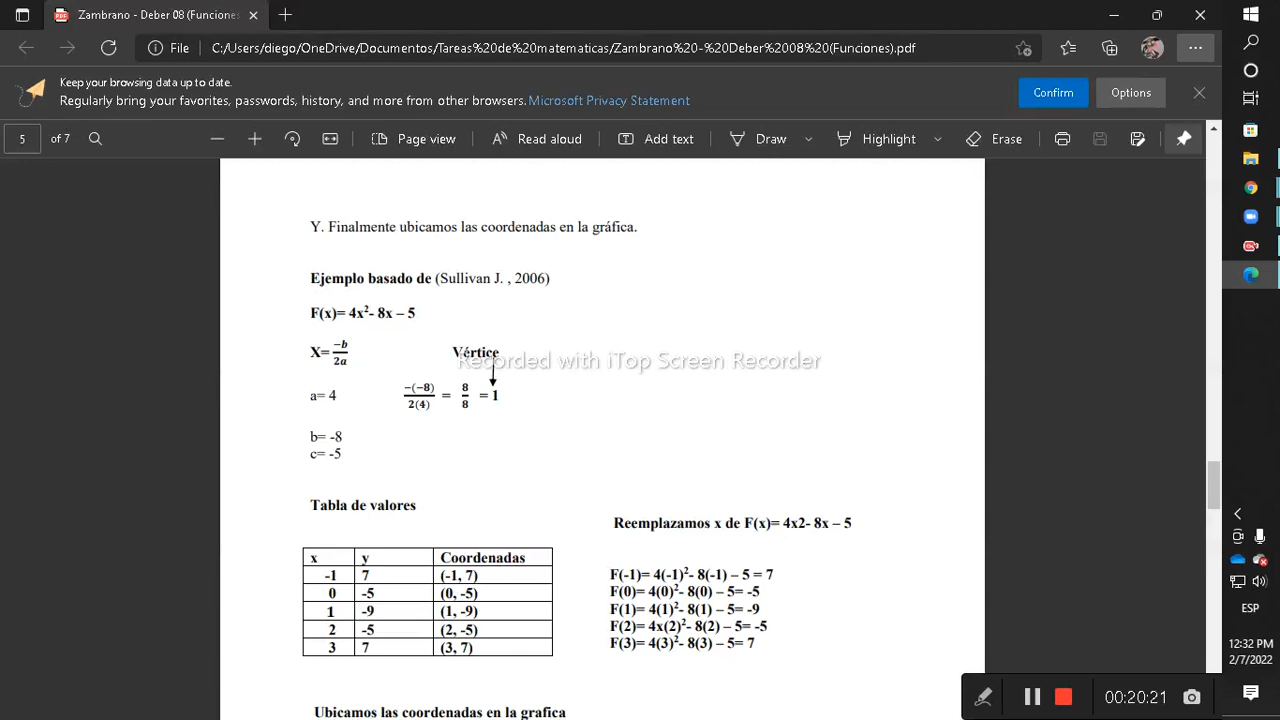 Zambrano - Deber 08 (Funciones
File C:/Users/diego/OneDrive/Documentos/Tareas%20de%20matematicas/Zambrano%20-%20Deber%2008%20(Funciones).pdf
Keep your browsing data up to date.
Regularly bring your favorites, passwords, history, and more from other browsers. Microsoft Privacy Statement
Confirm
Options
5 of 7
Page view
Read aloud
Add text
Draw
Highlight
Erase
Y. Finalmente ubicamos las coordenadas en la gráfica.
Ejemplo basado de (Sullivan J. , 2006)
F(x)= 4x²- 8x – 5
X= -b/2a
Vértice
Recorded with iTop Screen Recorder
a= 4
−(−8)/2(4) = 8/8 = 1
b= -8
c= -5
Tabla de valores
Reemplazamos x de F(x)= 4x2- 8x – 5
x y Coordenadas
-1 7 (-1, 7)
0 -5 (0, -5)
1 -9 (1, -9)
2 -5 (2, -5)
3 7 (3, 7)
F(-1)= 4(-1)²- 8(-1) – 5 = 7
F(0)= 4(0)²- 8(0) – 5= -5
F(1)= 4(1)²- 8(1) – 5= -9
F(2)= 4x(2)²- 8(2) – 5= -5
F(3)= 4(3)²- 8(3) – 5= 7
Ubicamos las coordenadas en la grafica
ESP
12:32 PM
2/7/2022
00:20:21